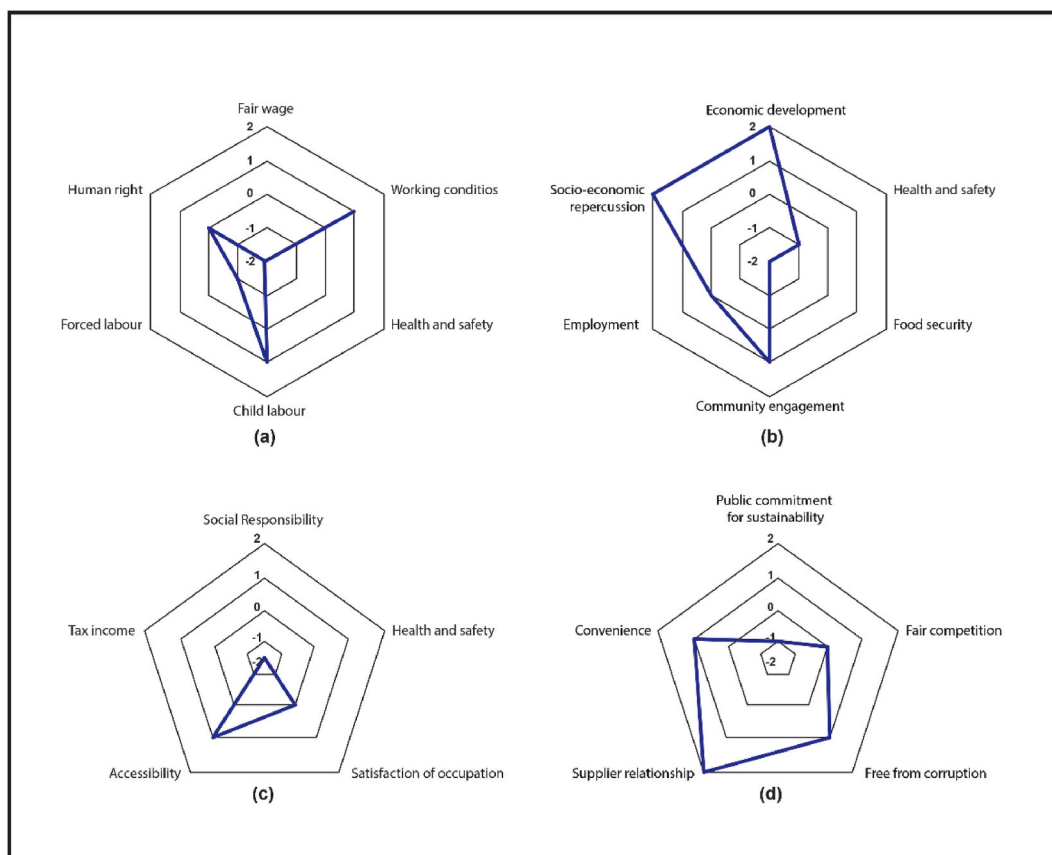 Fair wage
2
1
0
-1
-2
Human right
Working conditios
Forced labour
Health and safety
Child labour
(a)
Economic development
2
1
0
-1
-2
Socio-economic
repercussion
Health and safety
Employment
Food security
Community engagement
(b)
Social Responsibility
2
1
0
-1
-2
Tax income
Health and safety
Accessibility
Satisfaction of occupation
(c)
Public commitment
for sustainability
2
1
0
-1
-2
Convenience
Fair competition
Supplier relationship
Free from corruption
(d)